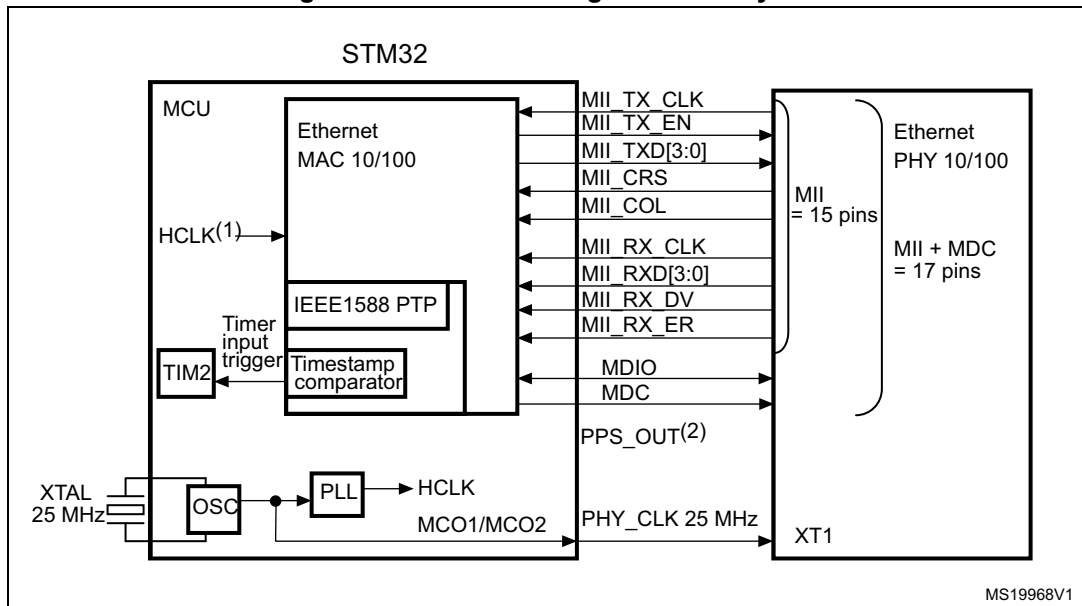 STM32
MCU
Ethernet
MAC 10/100
HCLK(1)
IEEE1588 PTP
Timer
input
trigger
TIM2
Timestamp
comparator
XTAL
25 MHz
OSC
PLL
HCLK
MCO1/MCO2
MII_TX_CLK
MII_TX_EN
MII_TXD[3:0]
MII_CRS
MII_COL
MII_RX_CLK
MII_RXD[3:0]
MII_RX_DV
MII_RX_ER
MDIO
MDC
PPS_OUT(2)
PHY_CLK 25 MHz
MII
= 15 pins
Ethernet
PHY 10/100
MII + MDC
= 17 pins
XT1
MS19968V1